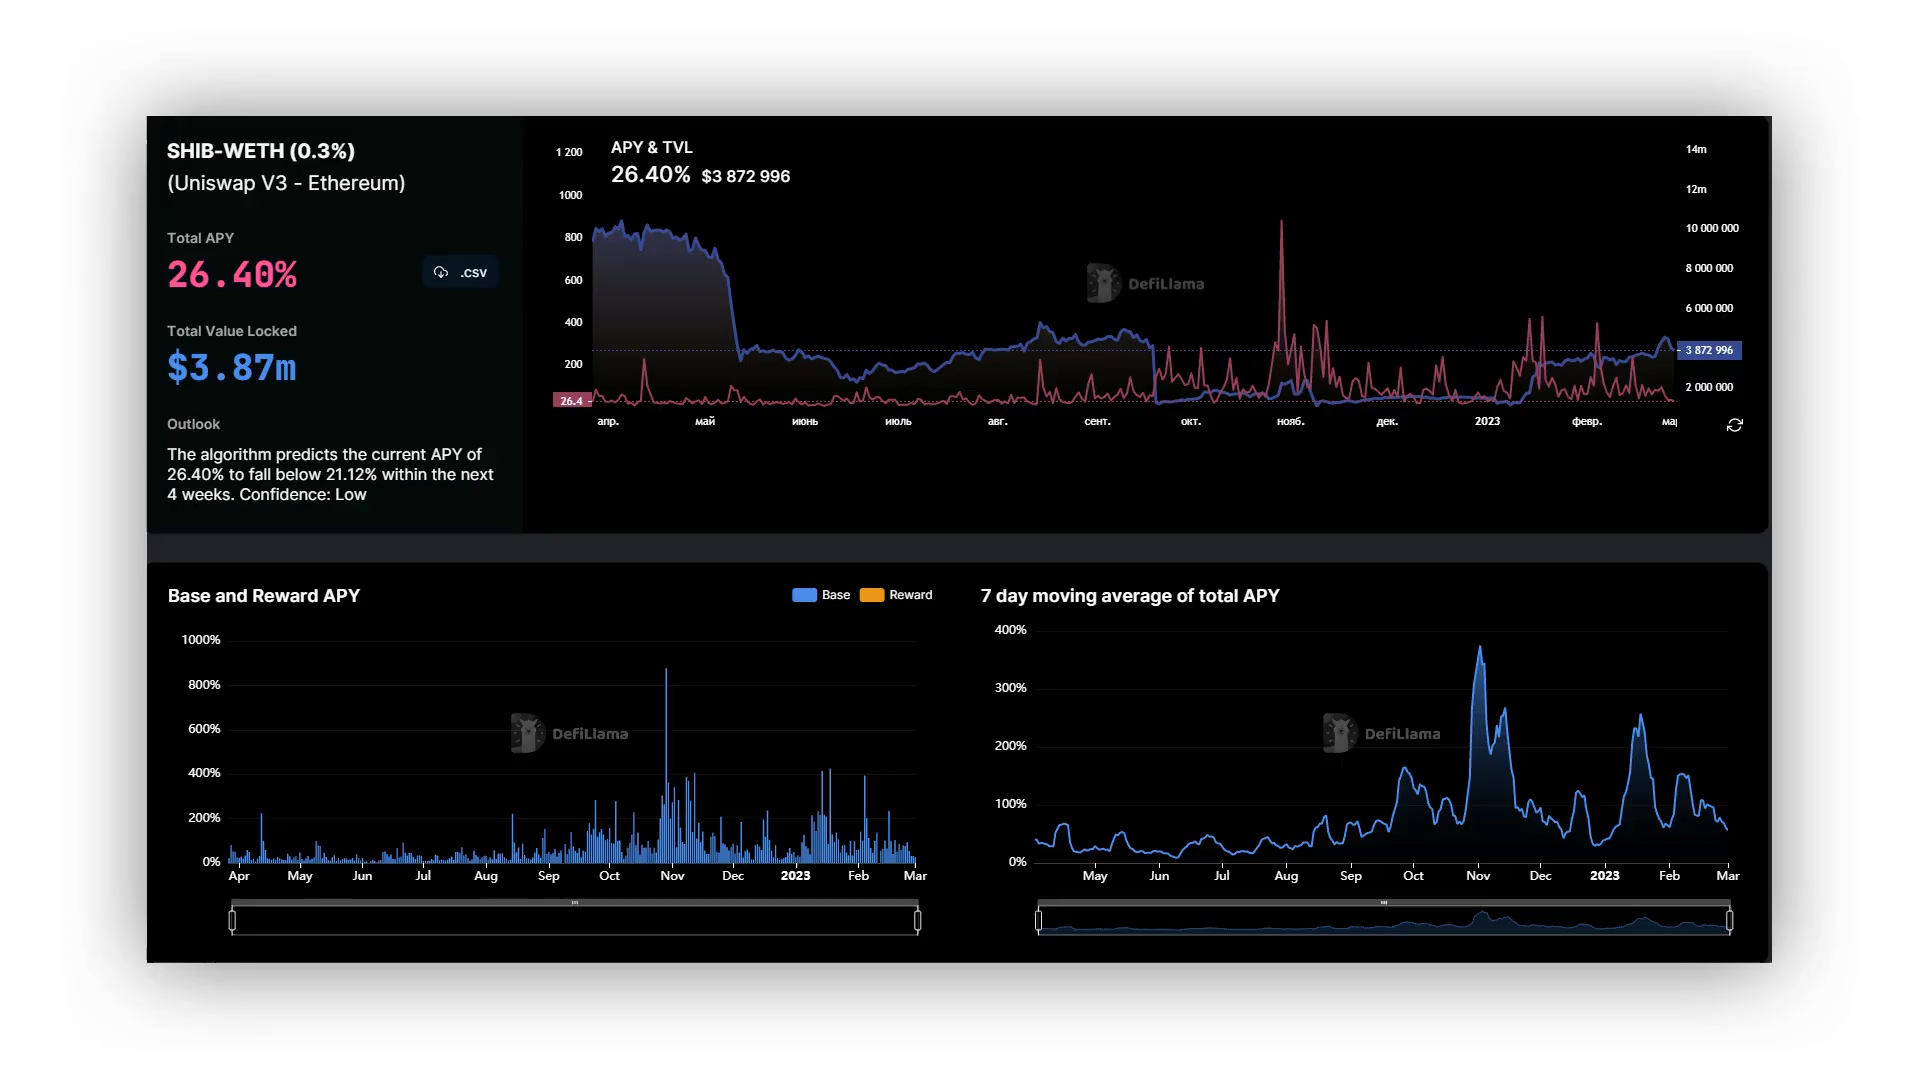 SHIB-WETH (0.3%)
(Uniswap V3 - Ethereum)
Total APY
26.40%
.csv
Total Value Locked
$3.87m
Outlook
The algorithm predicts the current APY of
26.40% to fall below 21.12% within the next
4 weeks. Confidence: Low
APY & TVL
26.40% $3 872 996
1 200
1000
800
600
400
200
26.4
14m
12m
10 000 000
8 000 000
6 000 000
3 872 996
2 000 000
DefiLlama
апр. май июнь июль авг. сент. окт. нояб. дек. 2023 февр. мар
Base and Reward APY
Base Reward
1000%
800%
600%
400%
200%
0%
DefiLlama
Apr May Jun Jul Aug Sep Oct Nov Dec 2023 Feb Mar
7 day moving average of total APY
400%
300%
200%
100%
0%
DefiLlama
May Jun Jul Aug Sep Oct Nov Dec 2023 Feb Mar